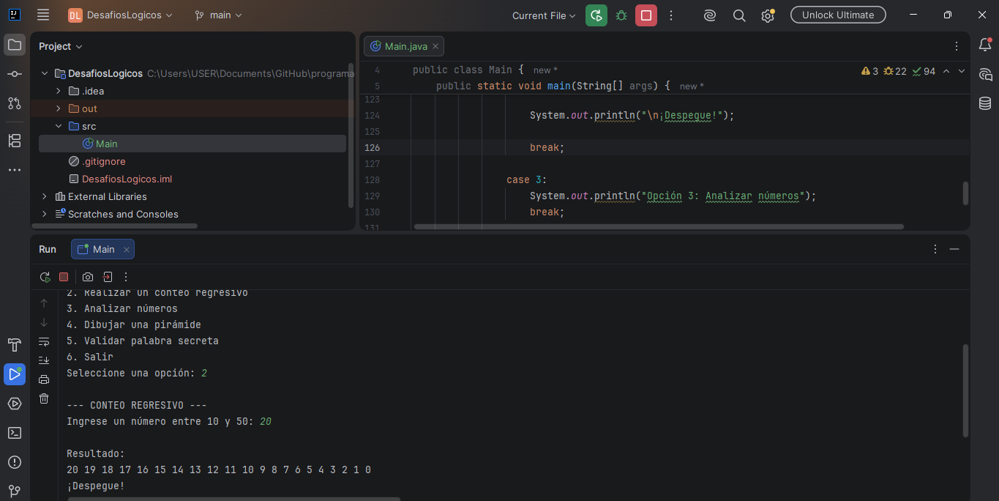 DL DesafiosLogicos main Current File Unlock Ultimate
Project
DesafiosLogicos C:\Users\USER\Documents\GitHub\programa
.idea
out
src
Main
.gitignore
DesafiosLogicos.iml
External Libraries
Scratches and Consoles
Main.java
4 public class Main { new *
3 22 94
5 public static void main(String[] args) { new *
123
124 System.out.println("\n¡Despegue!");
125
126 break;
127
128 case 3:
129 System.out.println("Opción 3: Analizar números");
130 break;
131
Run Main
2. Realizar un conteo regresivo
3. Analizar números
4. Dibujar una pirámide
5. Validar palabra secreta
6. Salir
Seleccione una opción: 2
--- CONTEO REGRESIVO ---
Ingrese un número entre 10 y 50: 20
Resultado:
20 19 18 17 16 15 14 13 12 11 10 9 8 7 6 5 4 3 2 1 0
¡Despegue!